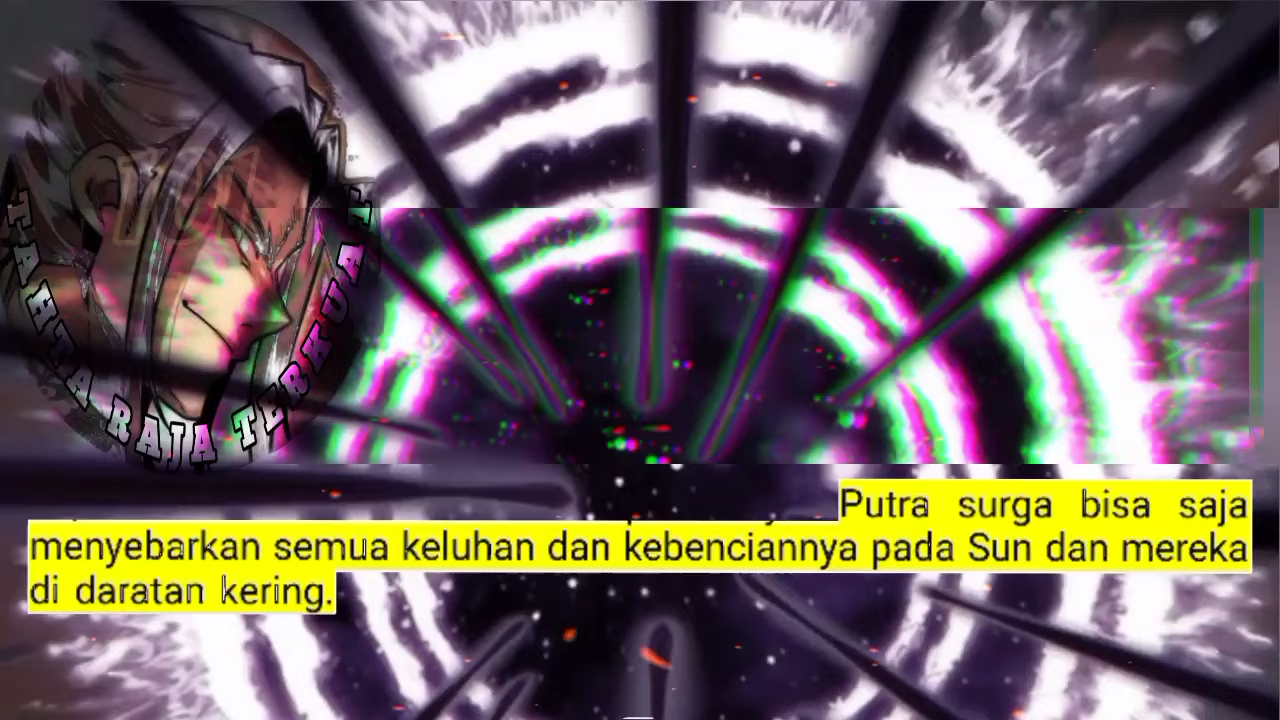 TAHTA RAJA TERKUAT
Putra surga bisa saja
menyebarkan semua keluhan dan kebenciannya pada Sun dan mereka
di daratan kering.